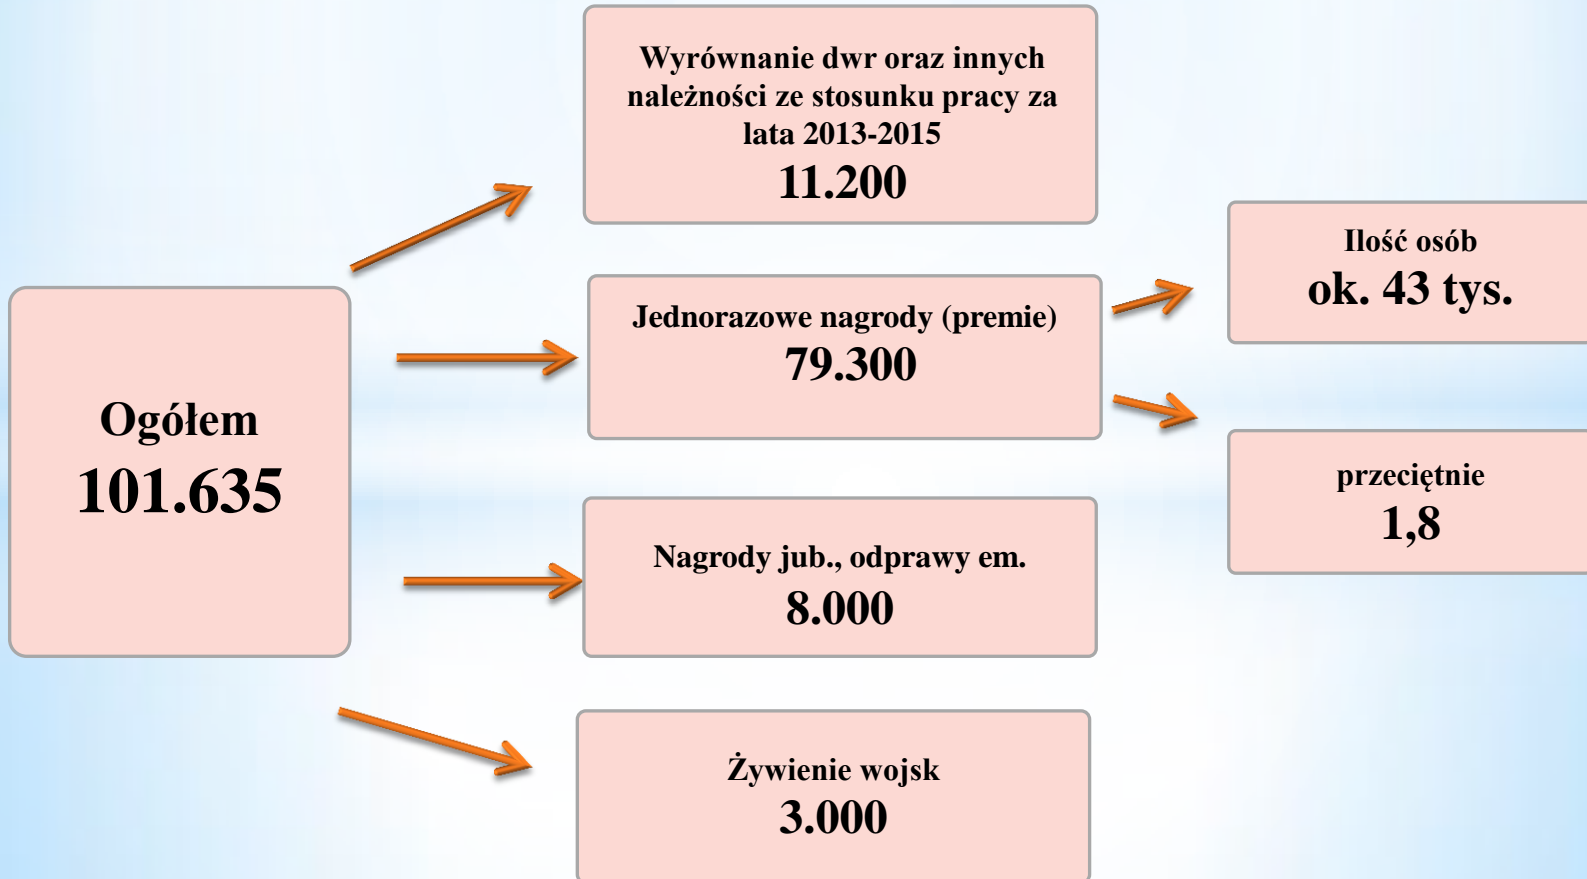 Ogółem
101.635
Wyrównanie dwr oraz innych
należności ze stosunku pracy za
lata 2013-2015
11.200
Jednorazowe nagrody (premie)
79.300
Ilość osób
ok. 43 tys.
przeciętnie
1,8
Nagrody jub., odprawy em.
8.000
Żywienie wojsk
3.000